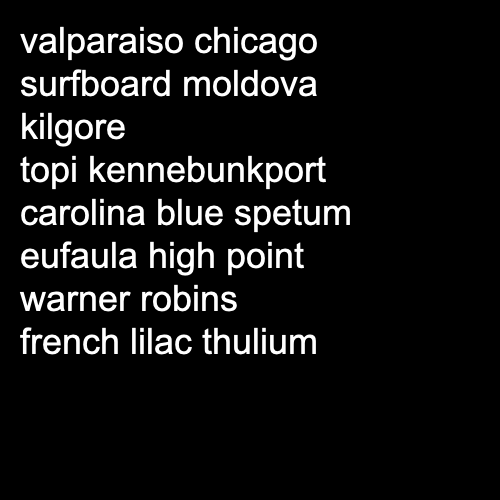 valparaiso chicago
surfboard moldova
kilgore
topi kennebunkport
carolina blue spetum
eufaula high point
warner robins
french lilac thulium